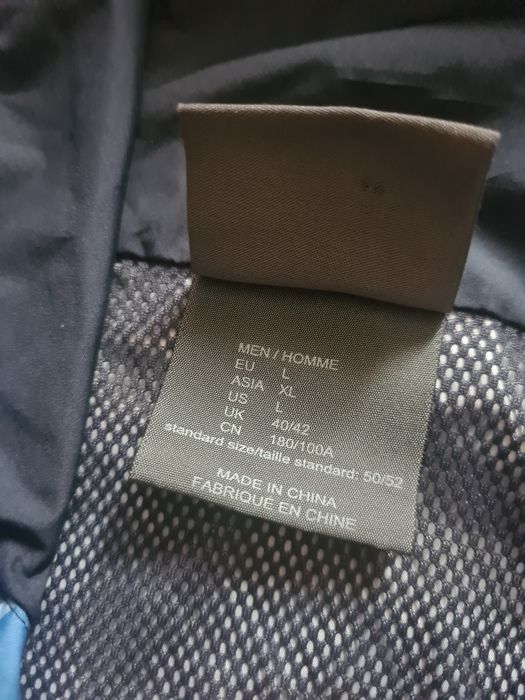 MEN / HOMME
EU L
ASIA XL
US L
UK 40/42
CN 180/100A
standard size/taille standard: 50/52
MADE IN CHINA
FABRIQUE EN CHINE